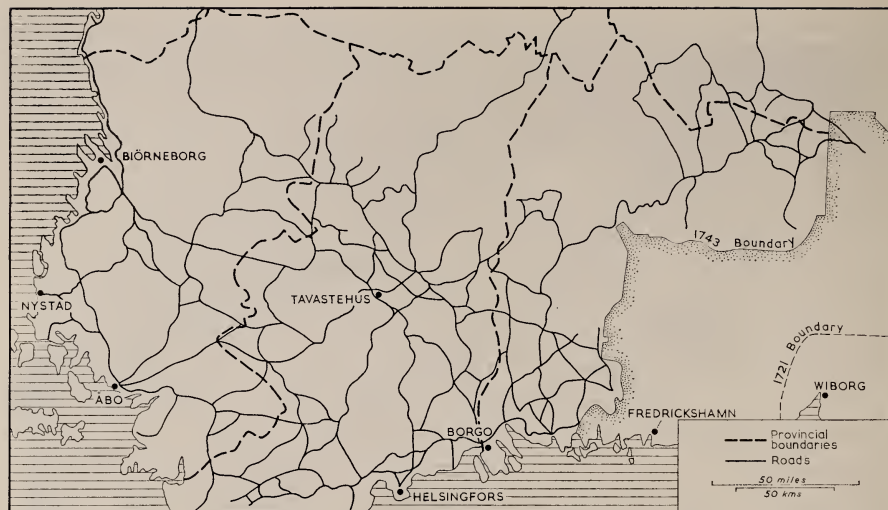 BIÖRNEBORG
1743 Boundary
NYSTAD
TAVASTEHUS
1721 Boundary
ÅBO
WIBORG
FREDRICKSHAMN
BORGO
HELSINGFORS
Provincial
boundaries
Roads
50 miles
50 kms